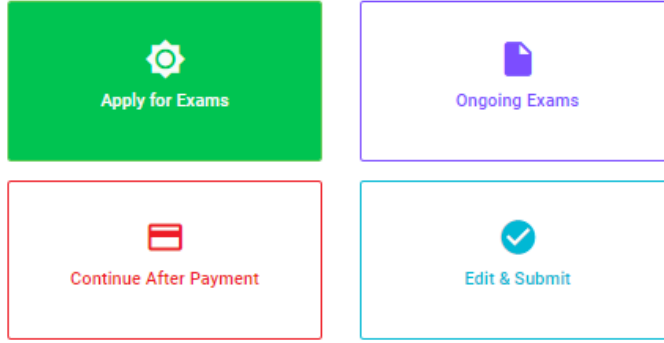 Apply for Exams
Ongoing Exams
Continue After Payment
Edit & Submit